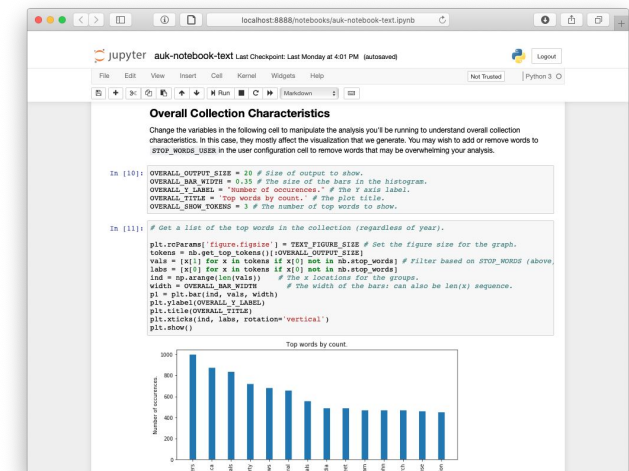 localhost:8888/notebooks/auk-notebook-text.ipynb
jupyter auk-notebook-text Last Checkpoint: Last Monday at 4:01 PM (autosaved)
Logout
File Edit View Insert Cell Kernel Widgets Help
Not Trusted Python 3
Run Markdown
Overall Collection Characteristics
Change the variables in the following cell to manipulate the analysis you'll be running to understand overall collection
characteristics. In this case, they mostly affect the visualization that we generate. You may wish to add or remove words to
STOP_WORDS_USER in the user configuration cell to remove words that may be overwhelming your analysis.
In [10]: OVERALL_OUTPUT_SIZE = 20 # Size of output to show.
OVERALL_BAR_WIDTH = 0.35 # The size of the bars in the histogram.
OVERALL_Y_LABEL = "Number of occurences." # The Y axis label.
OVERALL_TITLE = 'Top words by count.' # The plot title.
OVERALL_SHOW_TOKENS = 3 # The number of top words to show.
In [11]: # Get a list of the top words in the collection (regardless of year).
plt.rcParams['figure.figsize'] = TEXT_FIGURE_SIZE # Set the figure size for the graph.
tokens = nb.get_top_tokens()[:OVERALL_OUTPUT_SIZE]
vals = [x[1] for x in tokens if x[0] not in nb.stop_words] # Filter based on STOP_WORDS (above,
labs = [x[0] for x in tokens if x[0] not in nb.stop_words]
ind = np.arange(len(vals)) # The x locations for the groups.
width = OVERALL_BAR_WIDTH # The width of the bars: can also be len(x) sequence.
p1 = plt.bar(ind, vals, width)
plt.ylabel(OVERALL_Y_LABEL)
plt.title(OVERALL_TITLE)
plt.xticks(ind, labs, rotation='vertical')
plt.show()
Top words by count.
Number of occurences.
1000
800
600
400
200
0